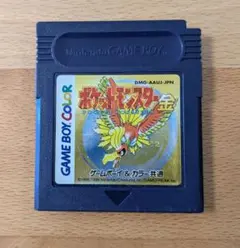 Nintendo GAME BOY
DMG-AAUJ-JPN
ポケットモンスター金
GAME BOY COLOR
ゲームボーイ&カラー共通